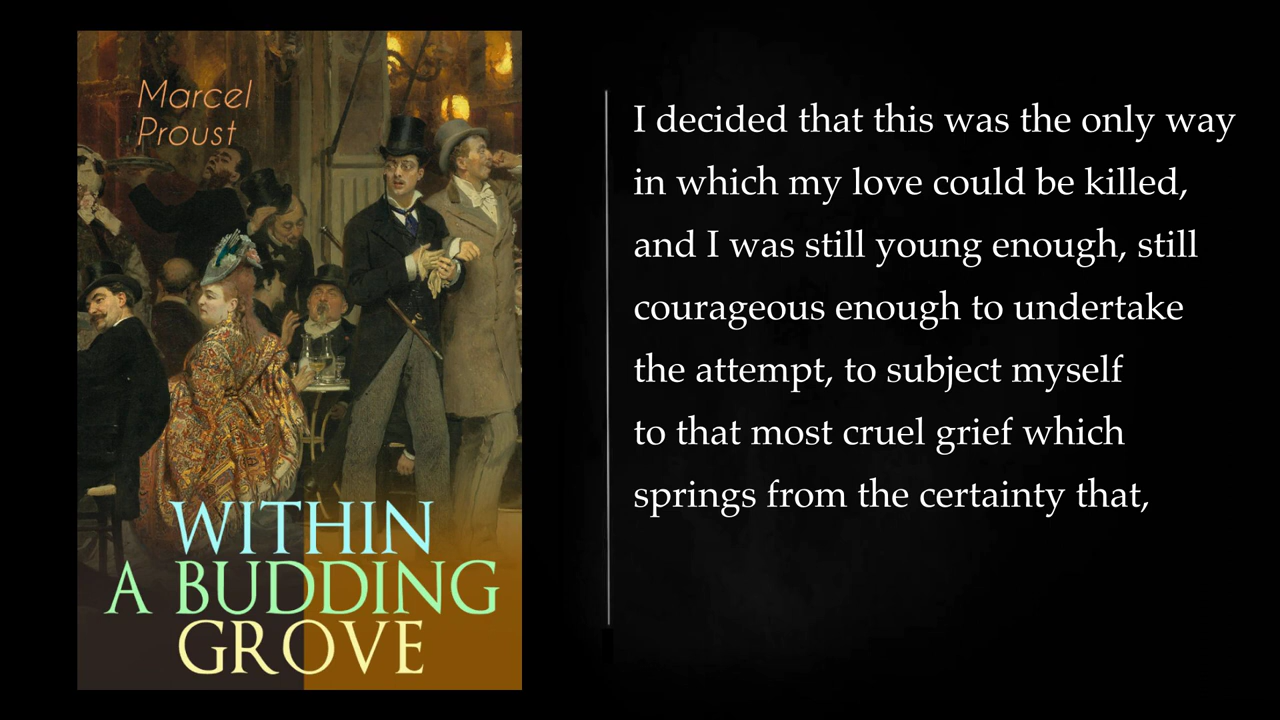 Marcel
Proust
WITHIN
A BUDDING
GROVE
I decided that this was the only way
in which my love could be killed,
and I was still young enough, still
courageous enough to undertake
the attempt, to subject myself
to that most cruel grief which
springs from the certainty that,